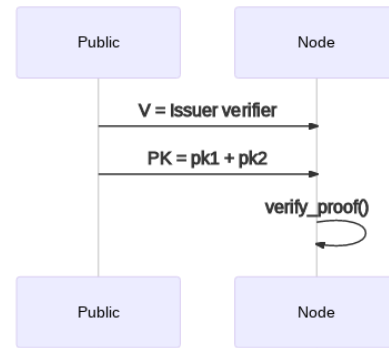 Public Node
V = Issuer verifier
PK = pk1 + pk2
verify_proof()
Public Node